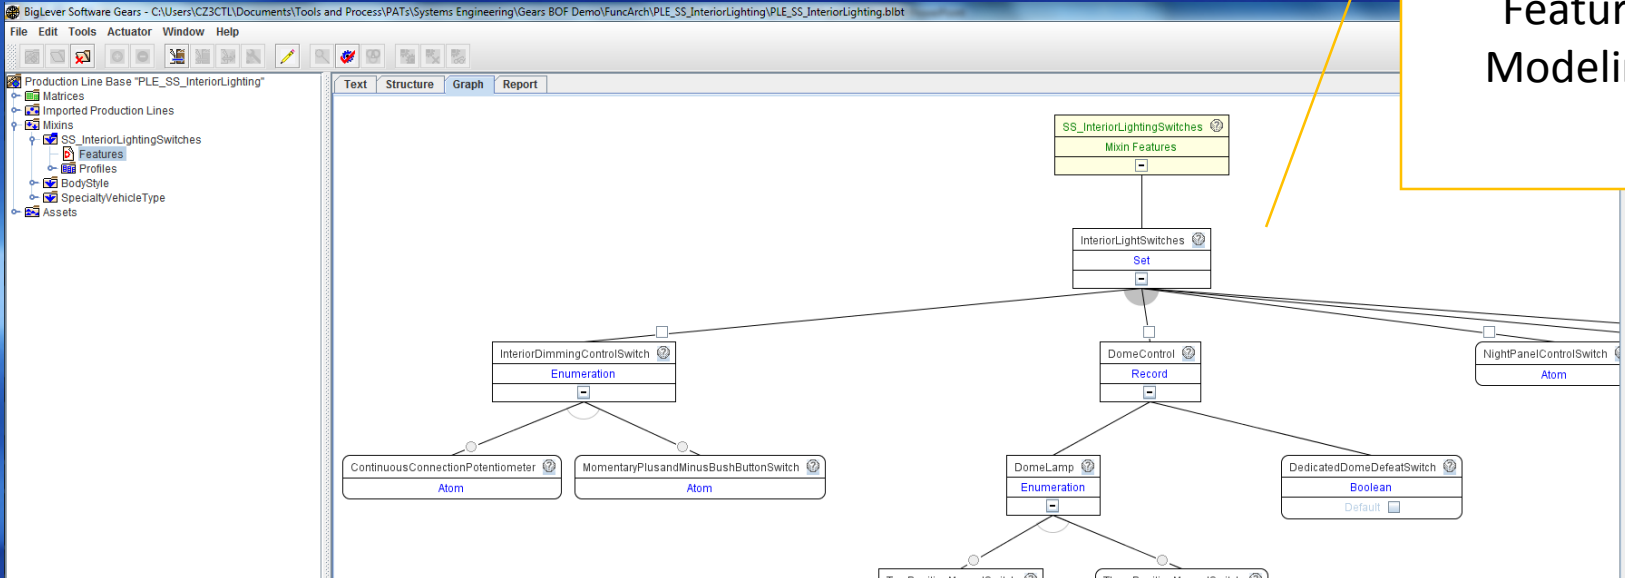 BigLever Software Gears - C:\Users\CZ3CTL\Documents\Tools and Process\PATs\Systems Engineering\Gears BOF Demo\FuncArch\PLE_SS_InteriorLighting\PLE_SS_InteriorLighting.blbt
File Edit Tools Actuator Window Help
Production Line Base "PLE_SS_InteriorLighting"
Matrices
Imported Production Lines
Mixins
SS_InteriorLightingSwitches
Features
Profiles
BodyStyle
SpecialtyVehicleType
Assets
Text Structure Graph Report
Featur
Modelin
SS_InteriorLightingSwitches
Mixin Features
InteriorLightSwitches
Set
InteriorDimmingControlSwitch
Enumeration
DomeControl
Record
NightPanelControlSwitch
Atom
ContinuousConnectionPotentiometer
Atom
MomentaryPlusandMinusBushButtonSwitch
Atom
DomeLamp
Enumeration
DedicatedDomeDefeatSwitch
Boolean
Default